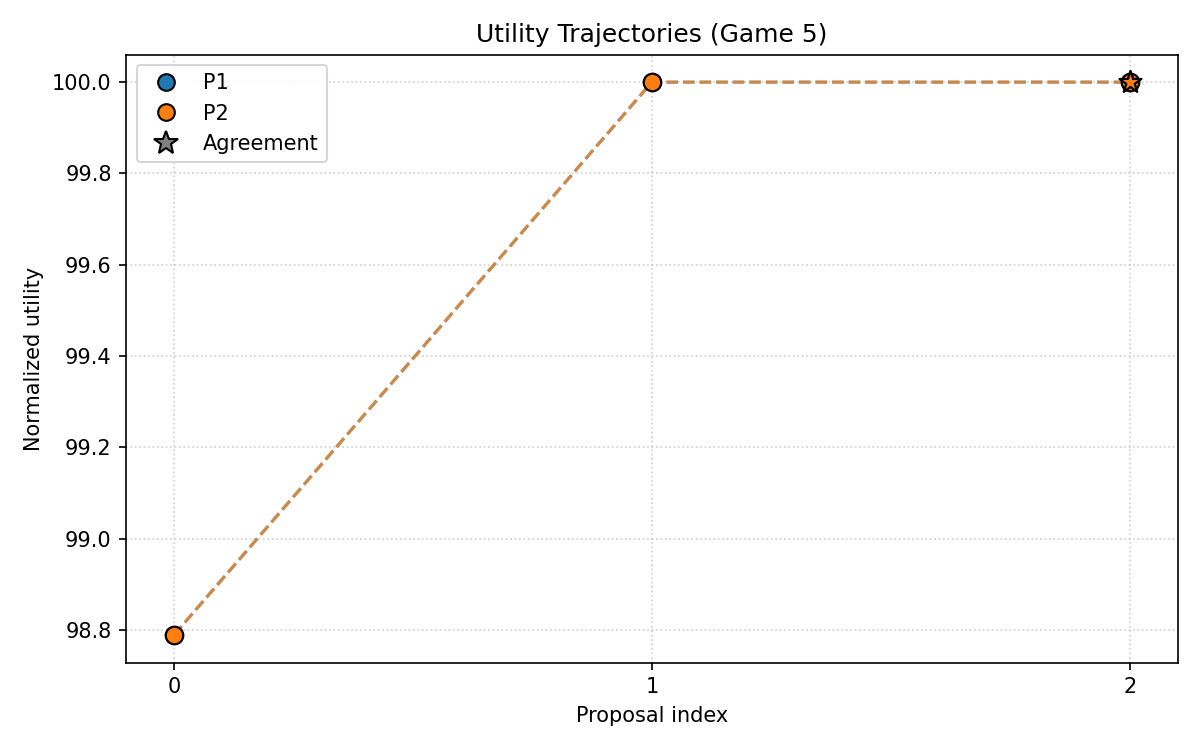 Utility Trajectories (Game 5)
P1
P2
Agreement
100.0
99.8
99.6
99.4
99.2
99.0
98.8
Normalized utility
0
1
2
Proposal index